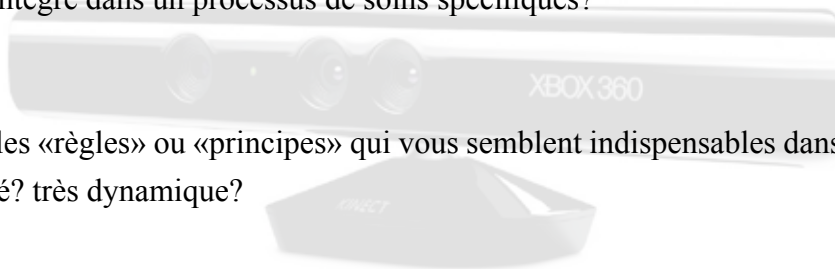 intégré dans un processus de soins spécifiques?
XBOX 360
les «règles» ou «principes» qui vous semblent indispensables dans
é? très dynamique?
KINECT